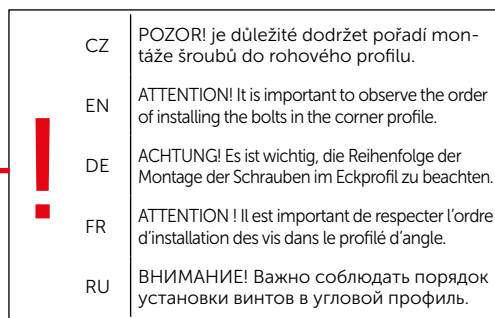 !
CZ
POZOR! je důležité dodržet pořadí mon-
táže šroubů do rohového profilu.
EN
ATTENTION! It is important to observe the order
of installing the bolts in the corner profile.
DE
ACHTUNG! Es ist wichtig, die Reihenfolge der
Montage der Schrauben im Eckprofil zu beachten.
FR
ATTENTION ! Il est important de respecter l'ordre
d'installation des vis dans le profilé d'angle.
RU
ВНИМАНИЕ! Важно соблюдать порядок
установки винтов в угловой профиль.